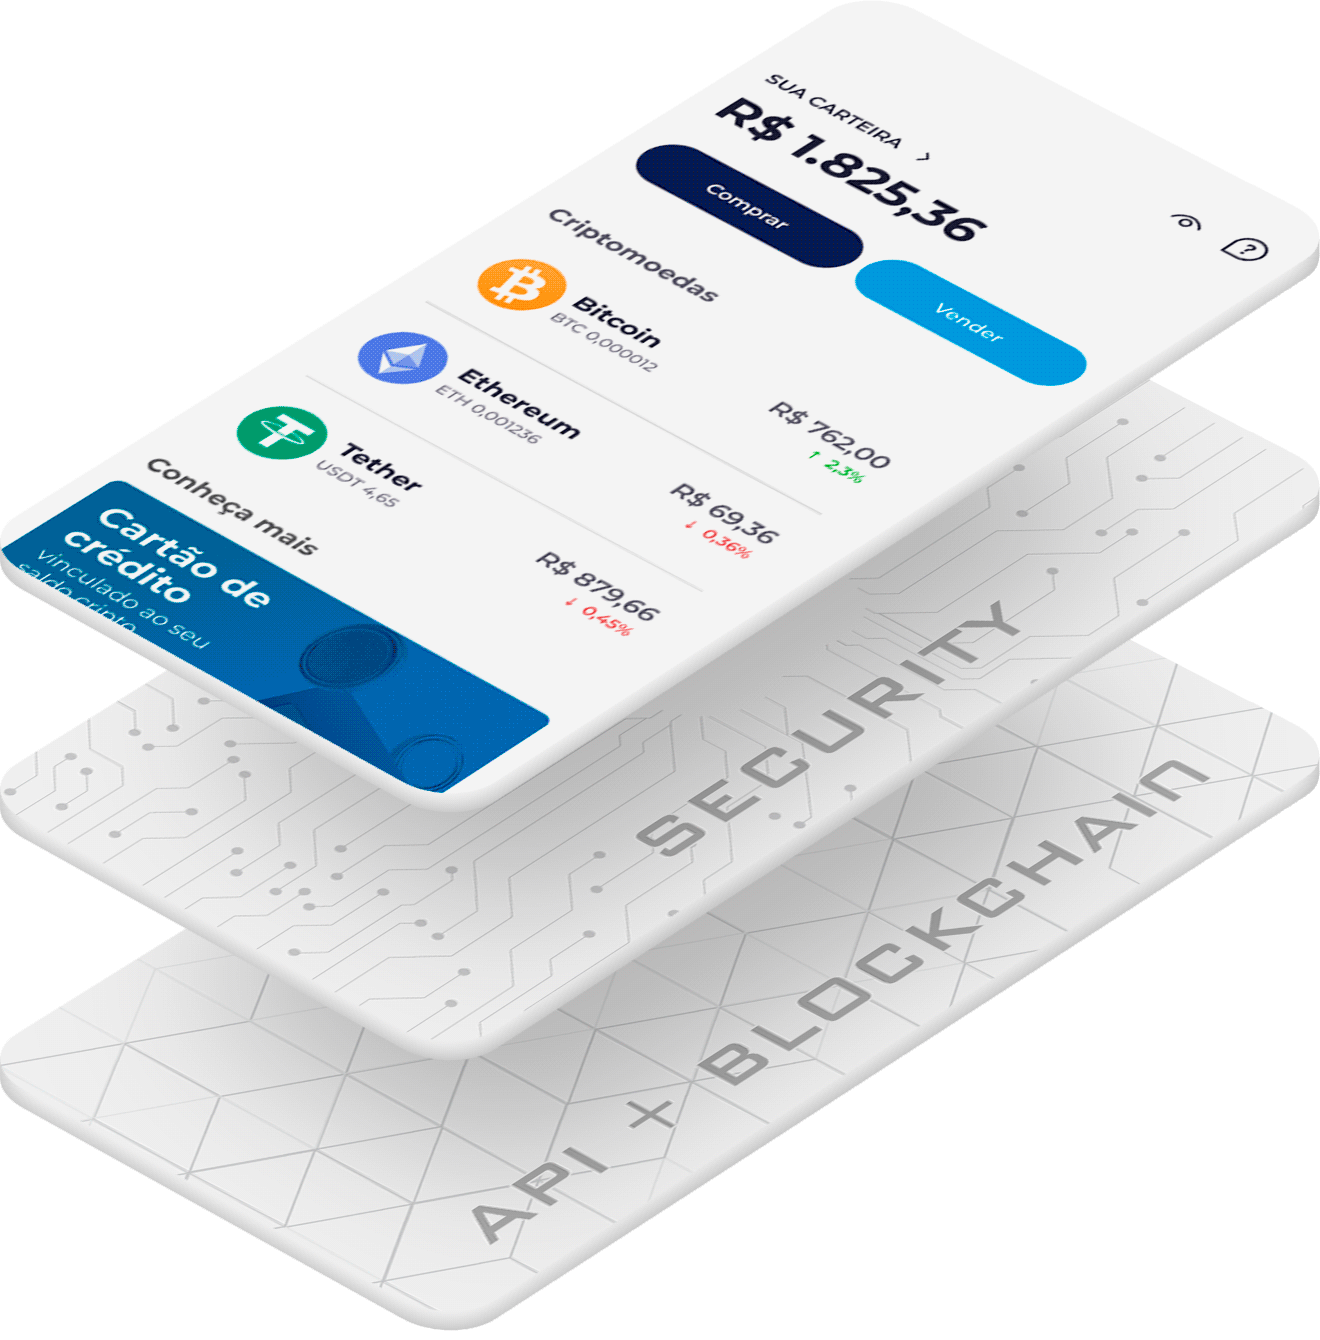 SUA CARTEIRA
R$ 1.825,36
Comprar
Vender
Criptomoedas
Bitcoin
BTC 0,000012
R$ 762,00
↑ 2,3%
Ethereum
ETH 0,001236
R$ 69,36
↓ 0,36%
Tether
USDT 4,65
R$ 879,66
↓ 0,45%
Conheça mais
Cartão de
crédito
vinculado ao seu
saldo cripto
SECURITY
API + BLOCKCHAIN